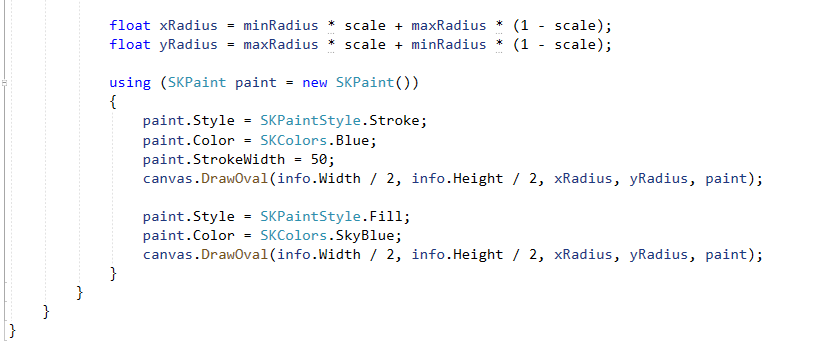 float xRadius = minRadius * scale + maxRadius * (1 - scale);
float yRadius = maxRadius * scale + minRadius * (1 - scale);
using (SKPaint paint = new SKPaint())
{
paint.Style = SKPaintStyle.Stroke;
paint.Color = SKColors.Blue;
paint.StrokeWidth = 50;
canvas.DrawOval(info.Width / 2, info.Height / 2, xRadius, yRadius, paint);
paint.Style = SKPaintStyle.Fill;
paint.Color = SKColors.SkyBlue;
canvas.DrawOval(info.Width / 2, info.Height / 2, xRadius, yRadius, paint);
}
}
}
}